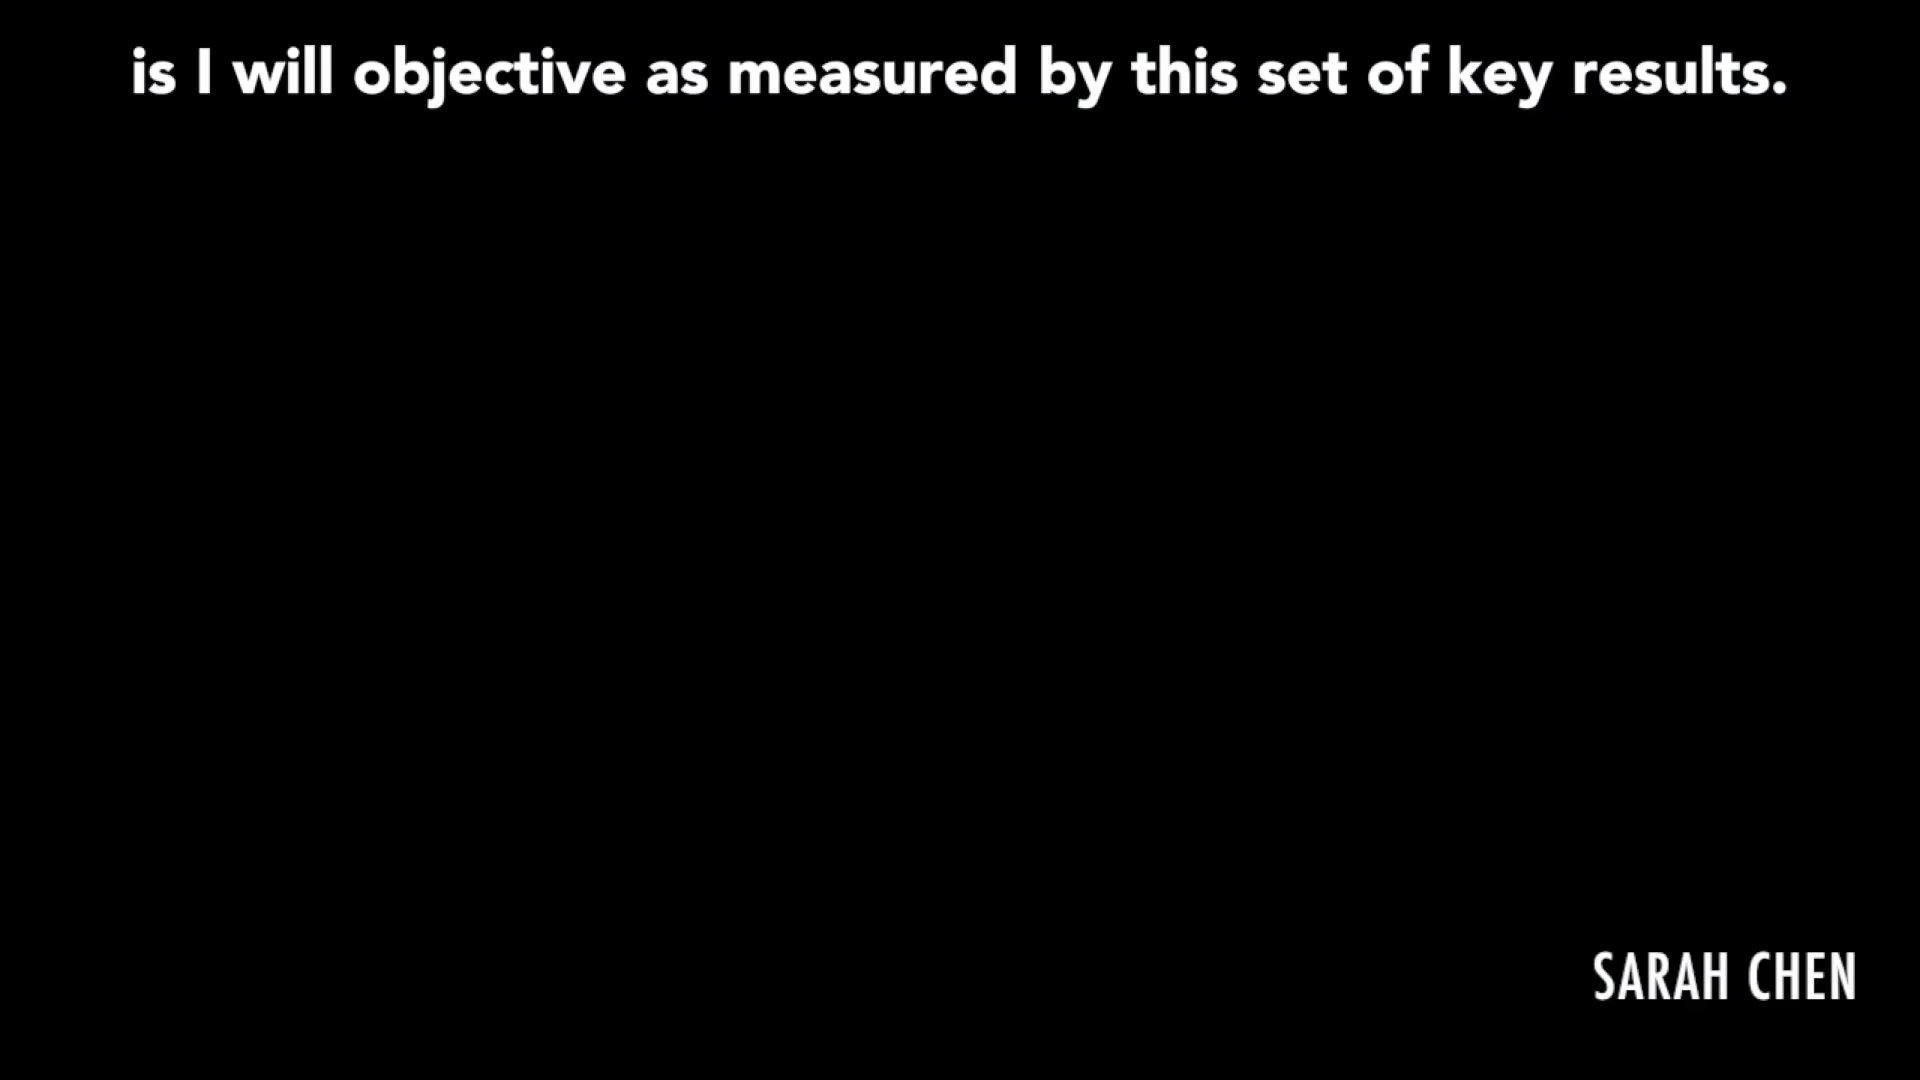 is I will objective as measured by this set of key results.
SARAH CHEN